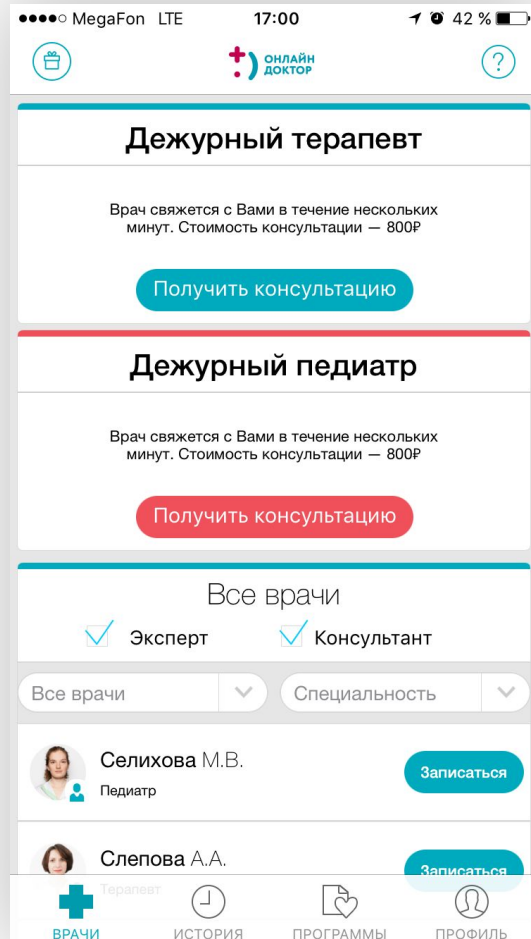 MegaFon LTE 17:00 42 %
ОНЛАЙН
ДОКТОР
?
Дежурный терапевт
Врач свяжется с Вами в течение нескольких
минут. Стоимость консультации — 800₽
Получить консультацию
Дежурный педиатр
Врач свяжется с Вами в течение нескольких
минут. Стоимость консультации — 800₽
Получить консультацию
Все врачи
Эксперт Консультант
Все врачи Специальность
Селихова М.В.
Педиатр
Записаться
Слепова А.А.
Терапевт
Записаться
ВРАЧИ ИСТОРИЯ ПРОГРАММЫ ПРОФИЛЬ